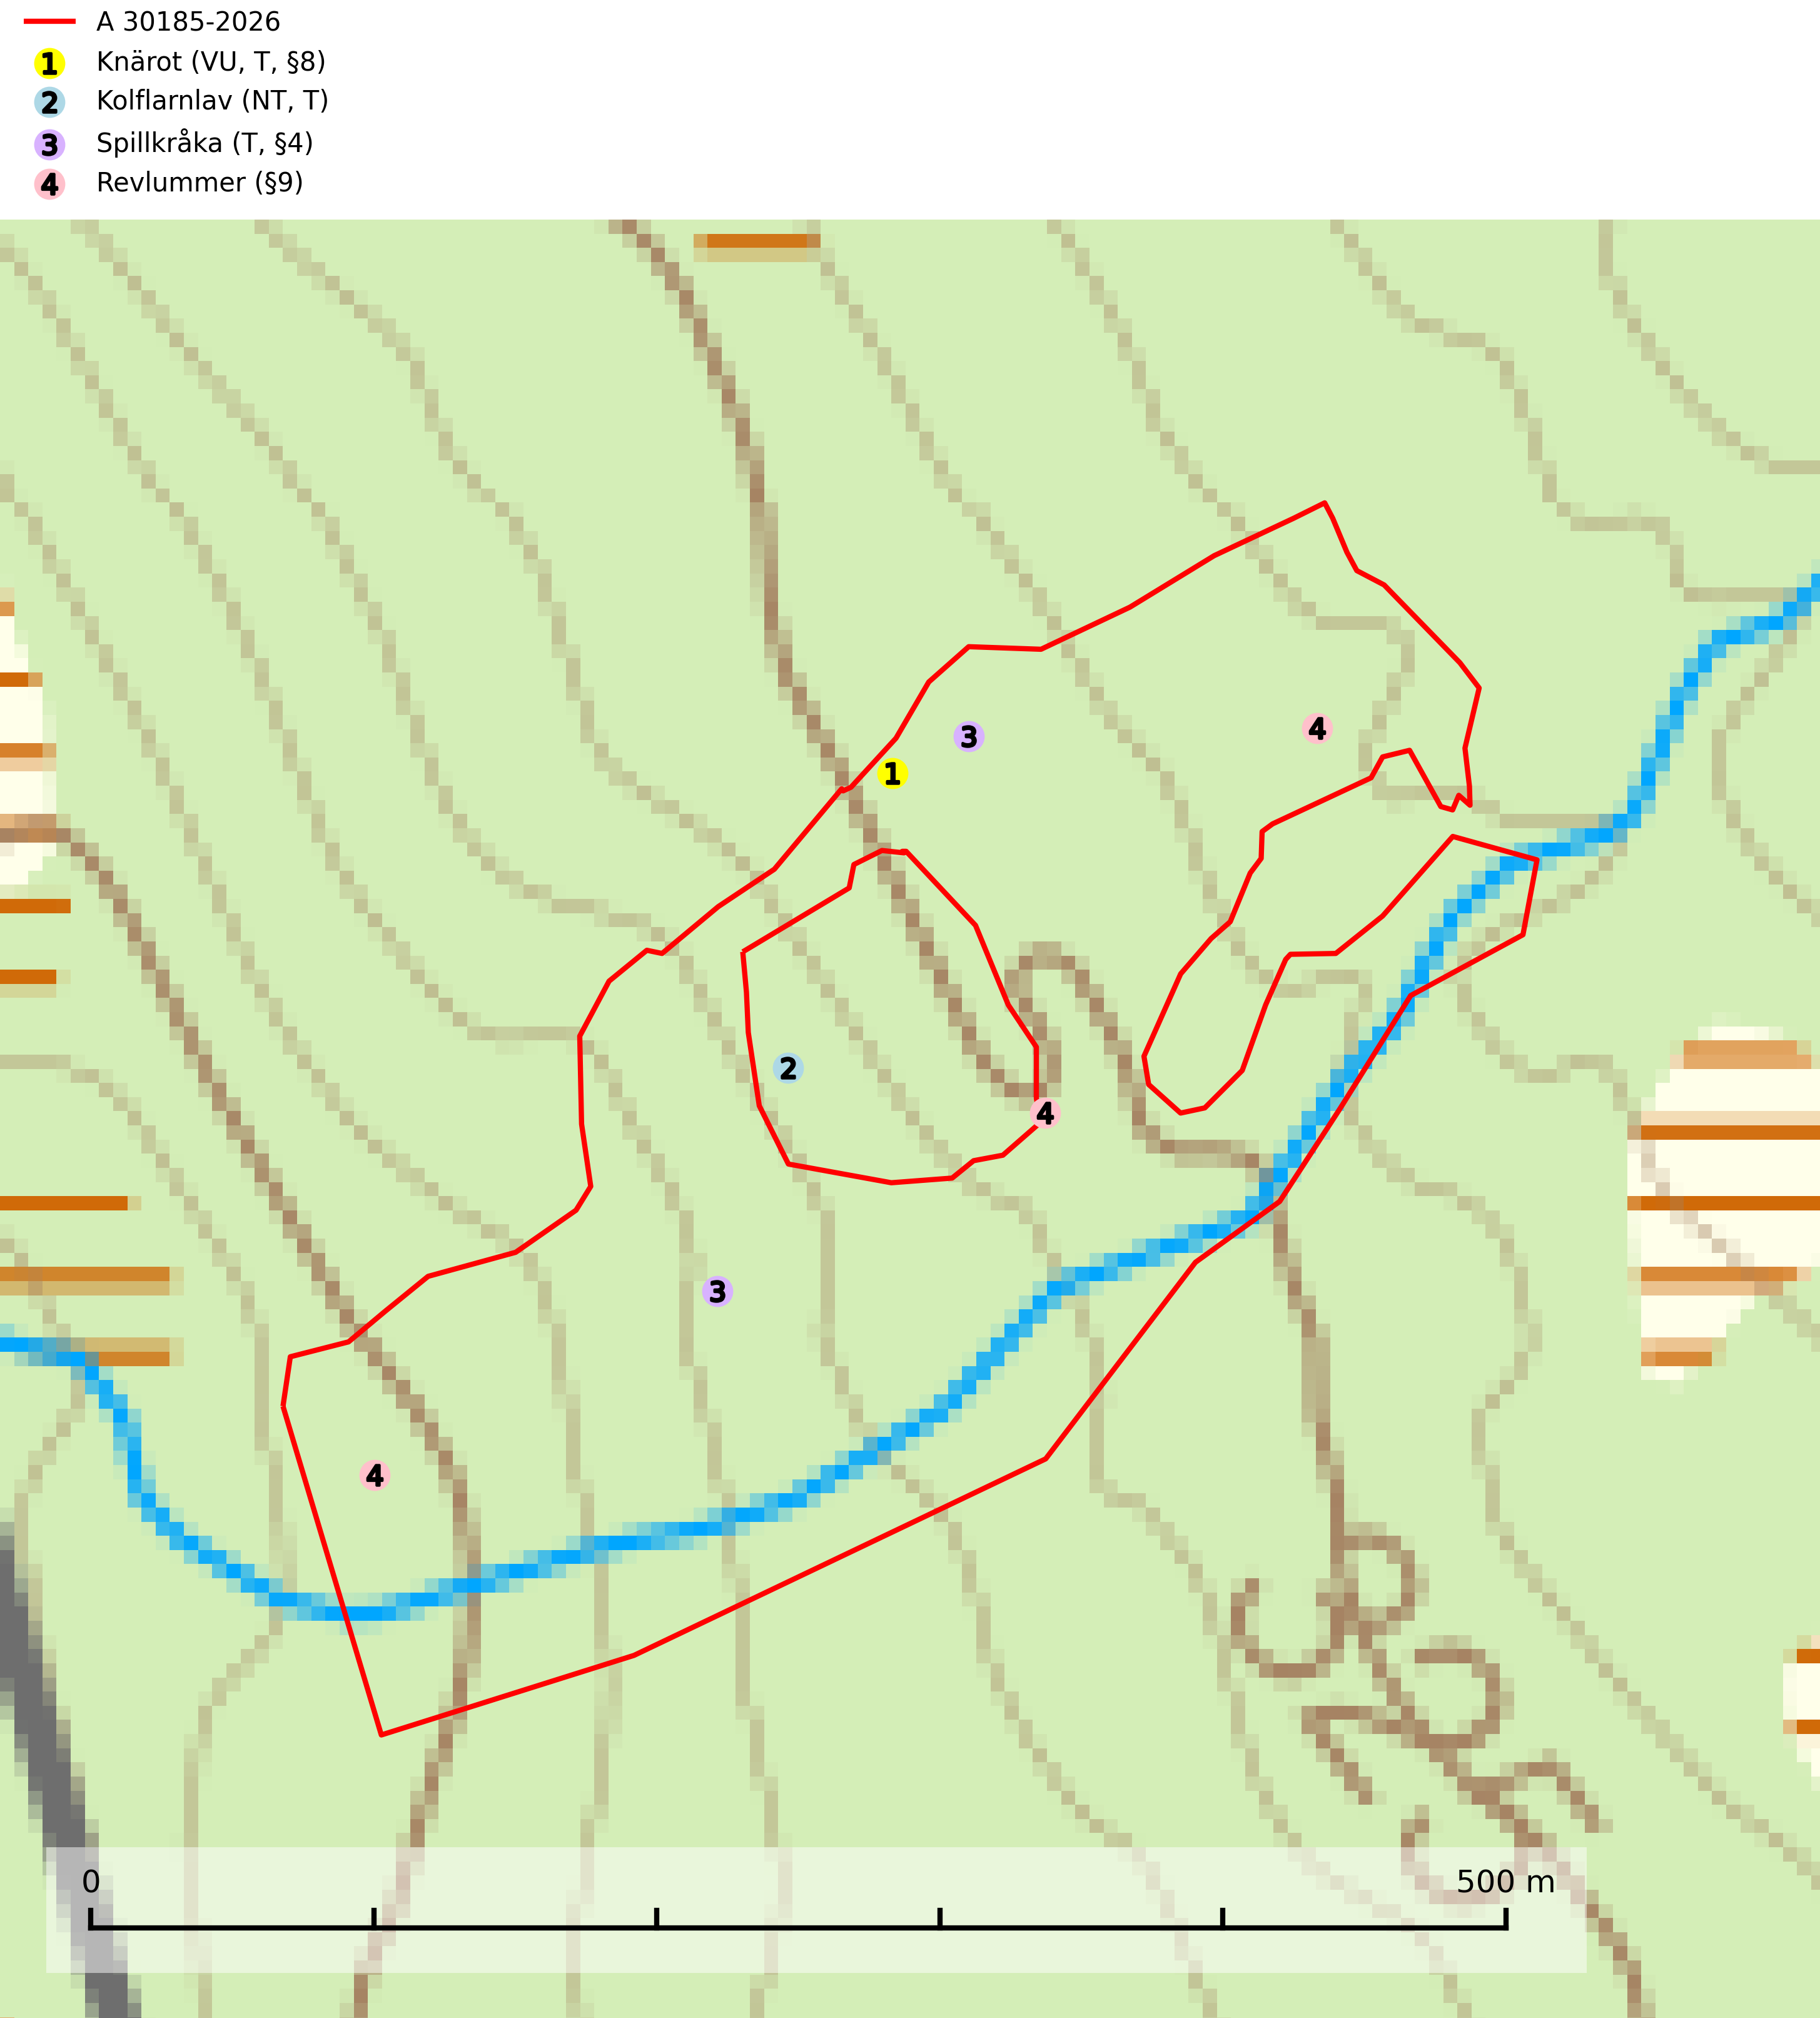 A 30185-2026
1 Knärot (VU, T, §8)
2 Kolflarnlav (NT, T)
3 Spillkråka (T, §4)
4 Revlummer (§9)
4
3
1
2
4
3
4
0 500 m